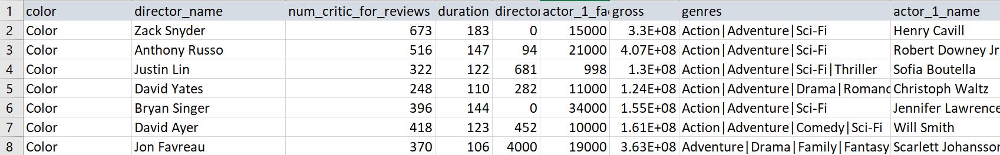 1 color director_name num_critic_for_reviews duration director actor_1_fac gross genres actor_1_name
2 Color Zack Snyder 673 183 0 15000 3.3E+08 Action|Adventure|Sci-Fi Henry Cavill
3 Color Anthony Russo 516 147 94 21000 4.07E+08 Action|Adventure|Sci-Fi Robert Downey Jr
4 Color Justin Lin 322 122 681 998 1.3E+08 Action|Adventure|Sci-Fi|Thriller Sofia Boutella
5 Color David Yates 248 110 282 11000 1.24E+08 Action|Adventure|Drama|Romanc Christoph Waltz
6 Color Bryan Singer 396 144 0 34000 1.55E+08 Action|Adventure|Sci-Fi Jennifer Lawrence
7 Color David Ayer 418 123 452 10000 1.61E+08 Action|Adventure|Comedy|Sci-Fi Will Smith
8 Color Jon Favreau 370 106 4000 19000 3.63E+08 Adventure|Drama|Family|Fantasy Scarlett Johansson